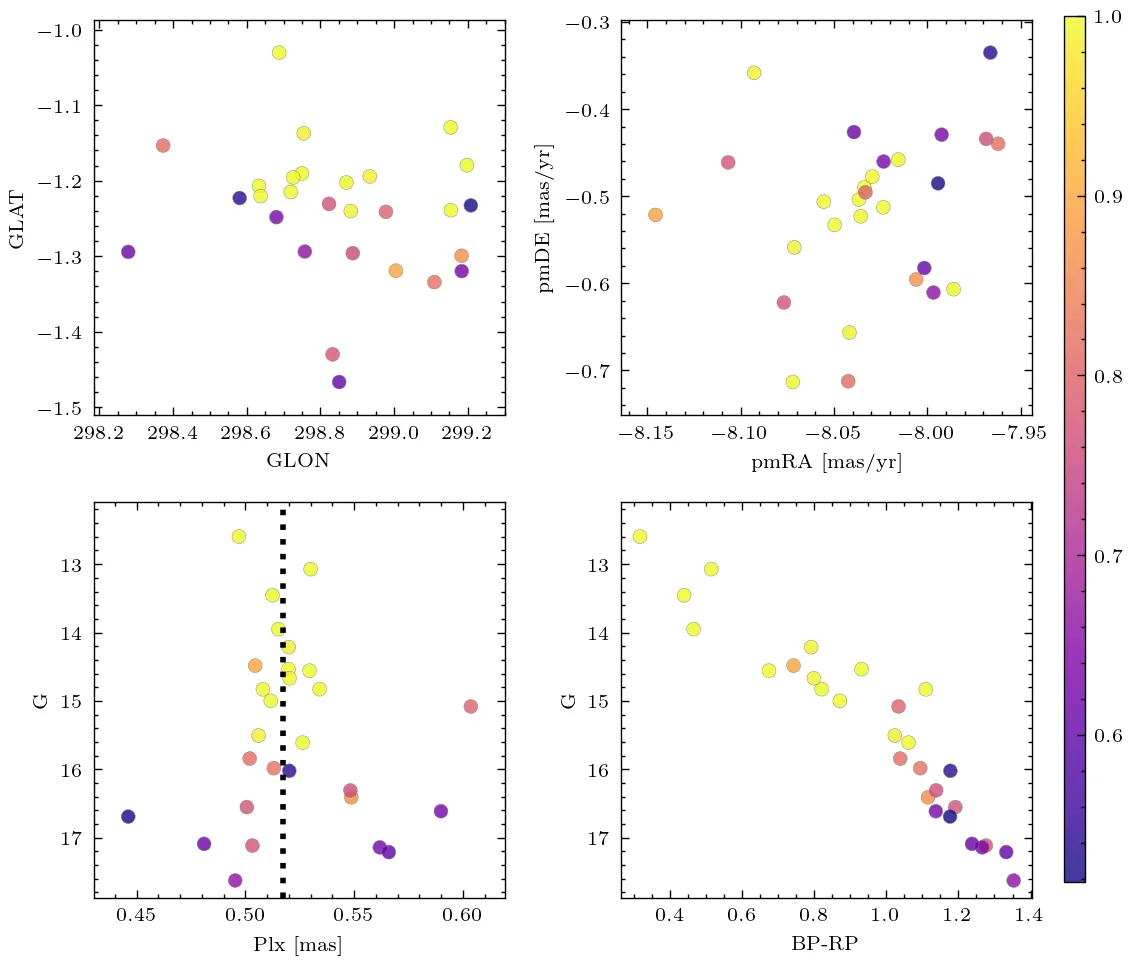 −1.0
−1.1
−1.2
−1.3
−1.4
−1.5
GLAT
298.2 298.4 298.6 298.8 299.0 299.2
GLON
−0.3
−0.4
−0.5
−0.6
−0.7
pmDE [mas/yr]
−8.15 −8.10 −8.05 −8.00 −7.95
pmRA [mas/yr]
1.0
0.9
0.8
0.7
0.6
13
14
15
16
17
G
0.45 0.50 0.55 0.60
Plx [mas]
13
14
15
16
17
G
0.4 0.6 0.8 1.0 1.2 1.4
BP-RP